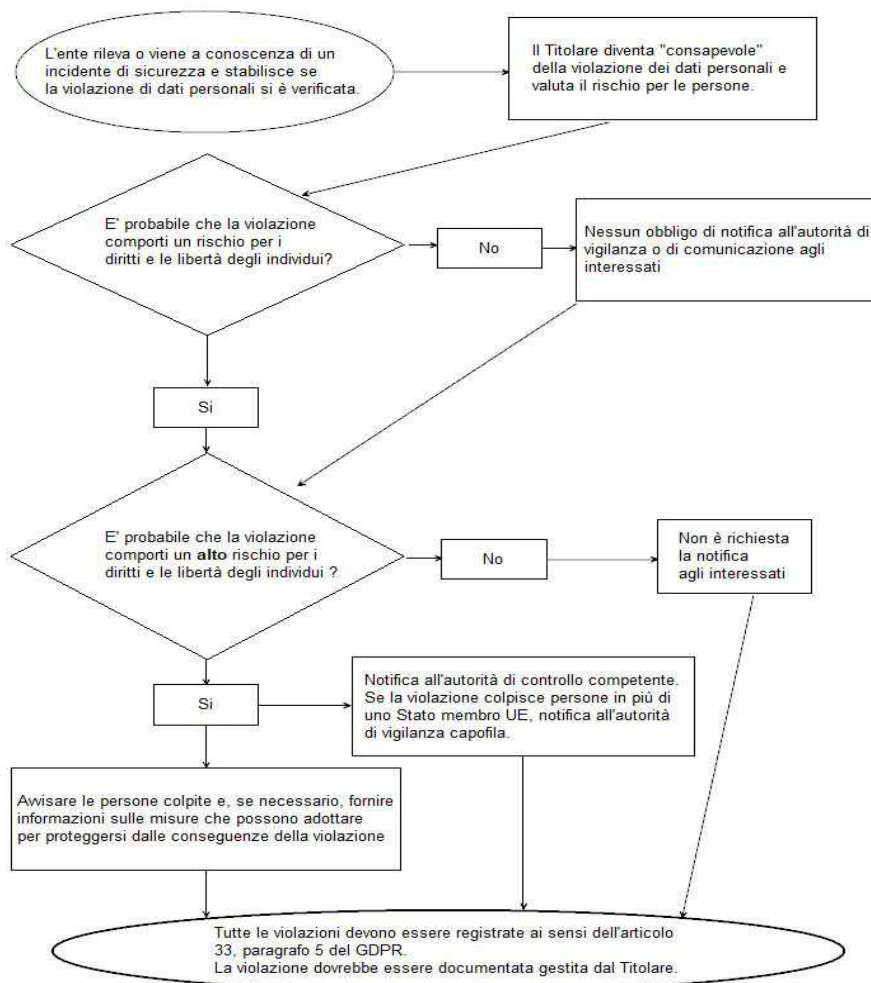 L'ente rileva o viene a conoscenza di un
incidente di sicurezza e stabilisce se
la violazione di dati personali si è verificata.
Il Titolare diventa "consapevole"
della violazione dei dati personali e
valuta il rischio per le persone.
E' probabile che la violazione
comporti un rischio per i
diritti e le libertà degli individui?
No
Nessun obbligo di notifica all'autorità di
vigilanza o di comunicazione agli
interessati
Si
E' probabile che la violazione
comporti un alto rischio per i
diritti e le libertà degli individui ?
No
Non è richiesta
la notifica
agli interessati
Si
Notifica all'autorità di controllo competente.
Se la violazione colpisce persone in più di
uno Stato membro UE, notifica all'autorità
di vigilanza capofila.
Avvisare le persone colpite e, se necessario, fornire
informazioni sulle misure che possono adottare
per proteggersi dalle conseguenze della violazione
Tutte le violazioni devono essere registrate ai sensi dell'articolo
33, paragrafo 5 del GDPR.
La violazione dovrebbe essere documentata gestita dal Titolare.